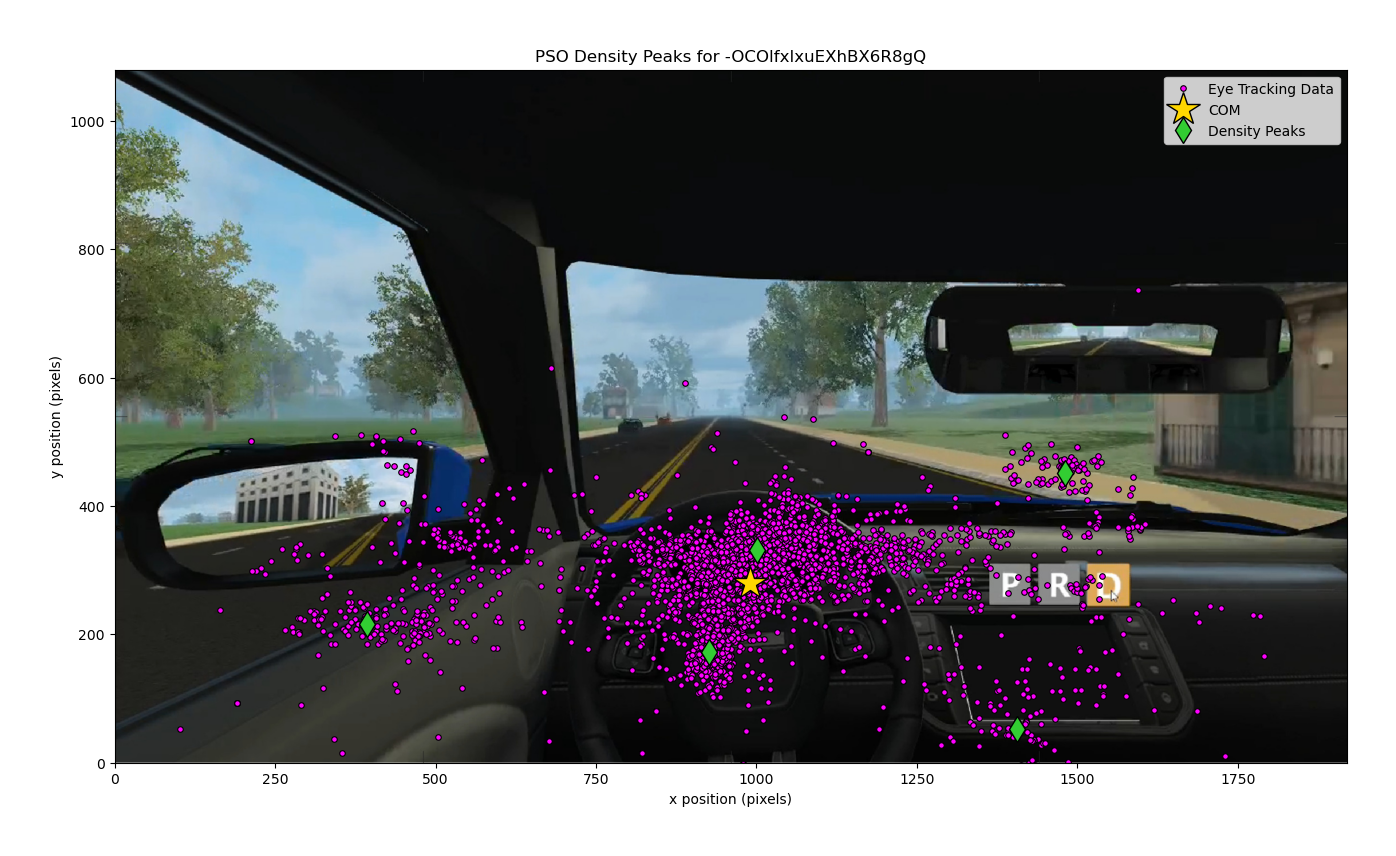 PSO Density Peaks for -OCOlfxlxuEXhBX6R8gQ
Eye Tracking Data
COM
Density Peaks
y position (pixels)
1000
800
600
400
200
0
P R D
0 250 500 750 1000 1250 1500 1750
x position (pixels)